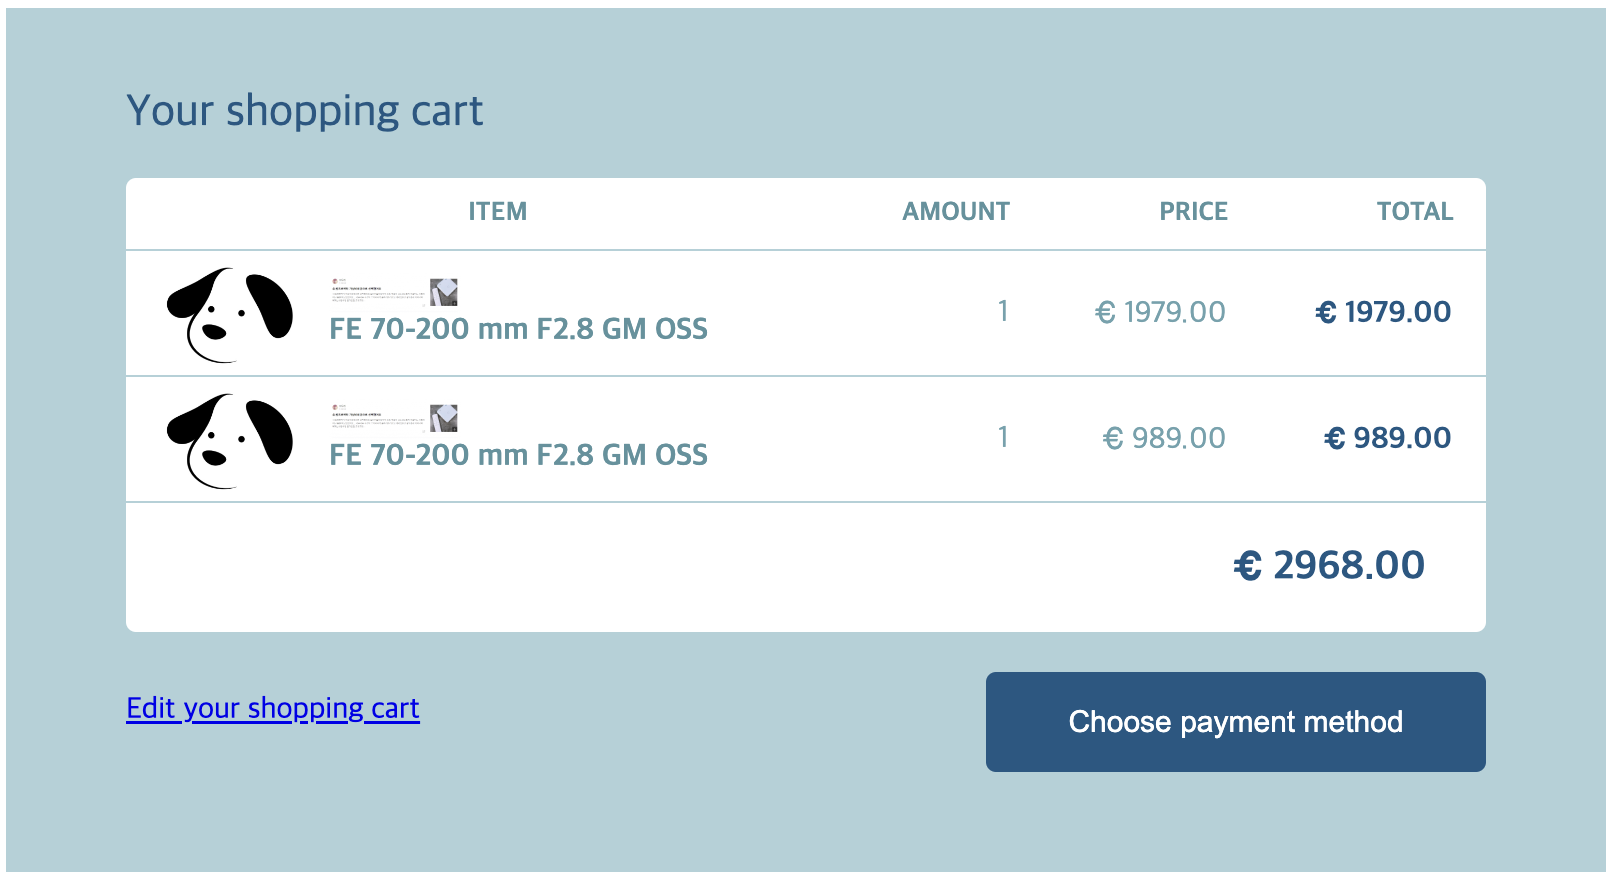 Your shopping cart
ITEM AMOUNT PRICE TOTAL
FE 70-200 mm F2.8 GM OSS 1 € 1979.00 € 1979.00
FE 70-200 mm F2.8 GM OSS 1 € 989.00 € 989.00
€ 2968.00
Edit your shopping cart
Choose payment method